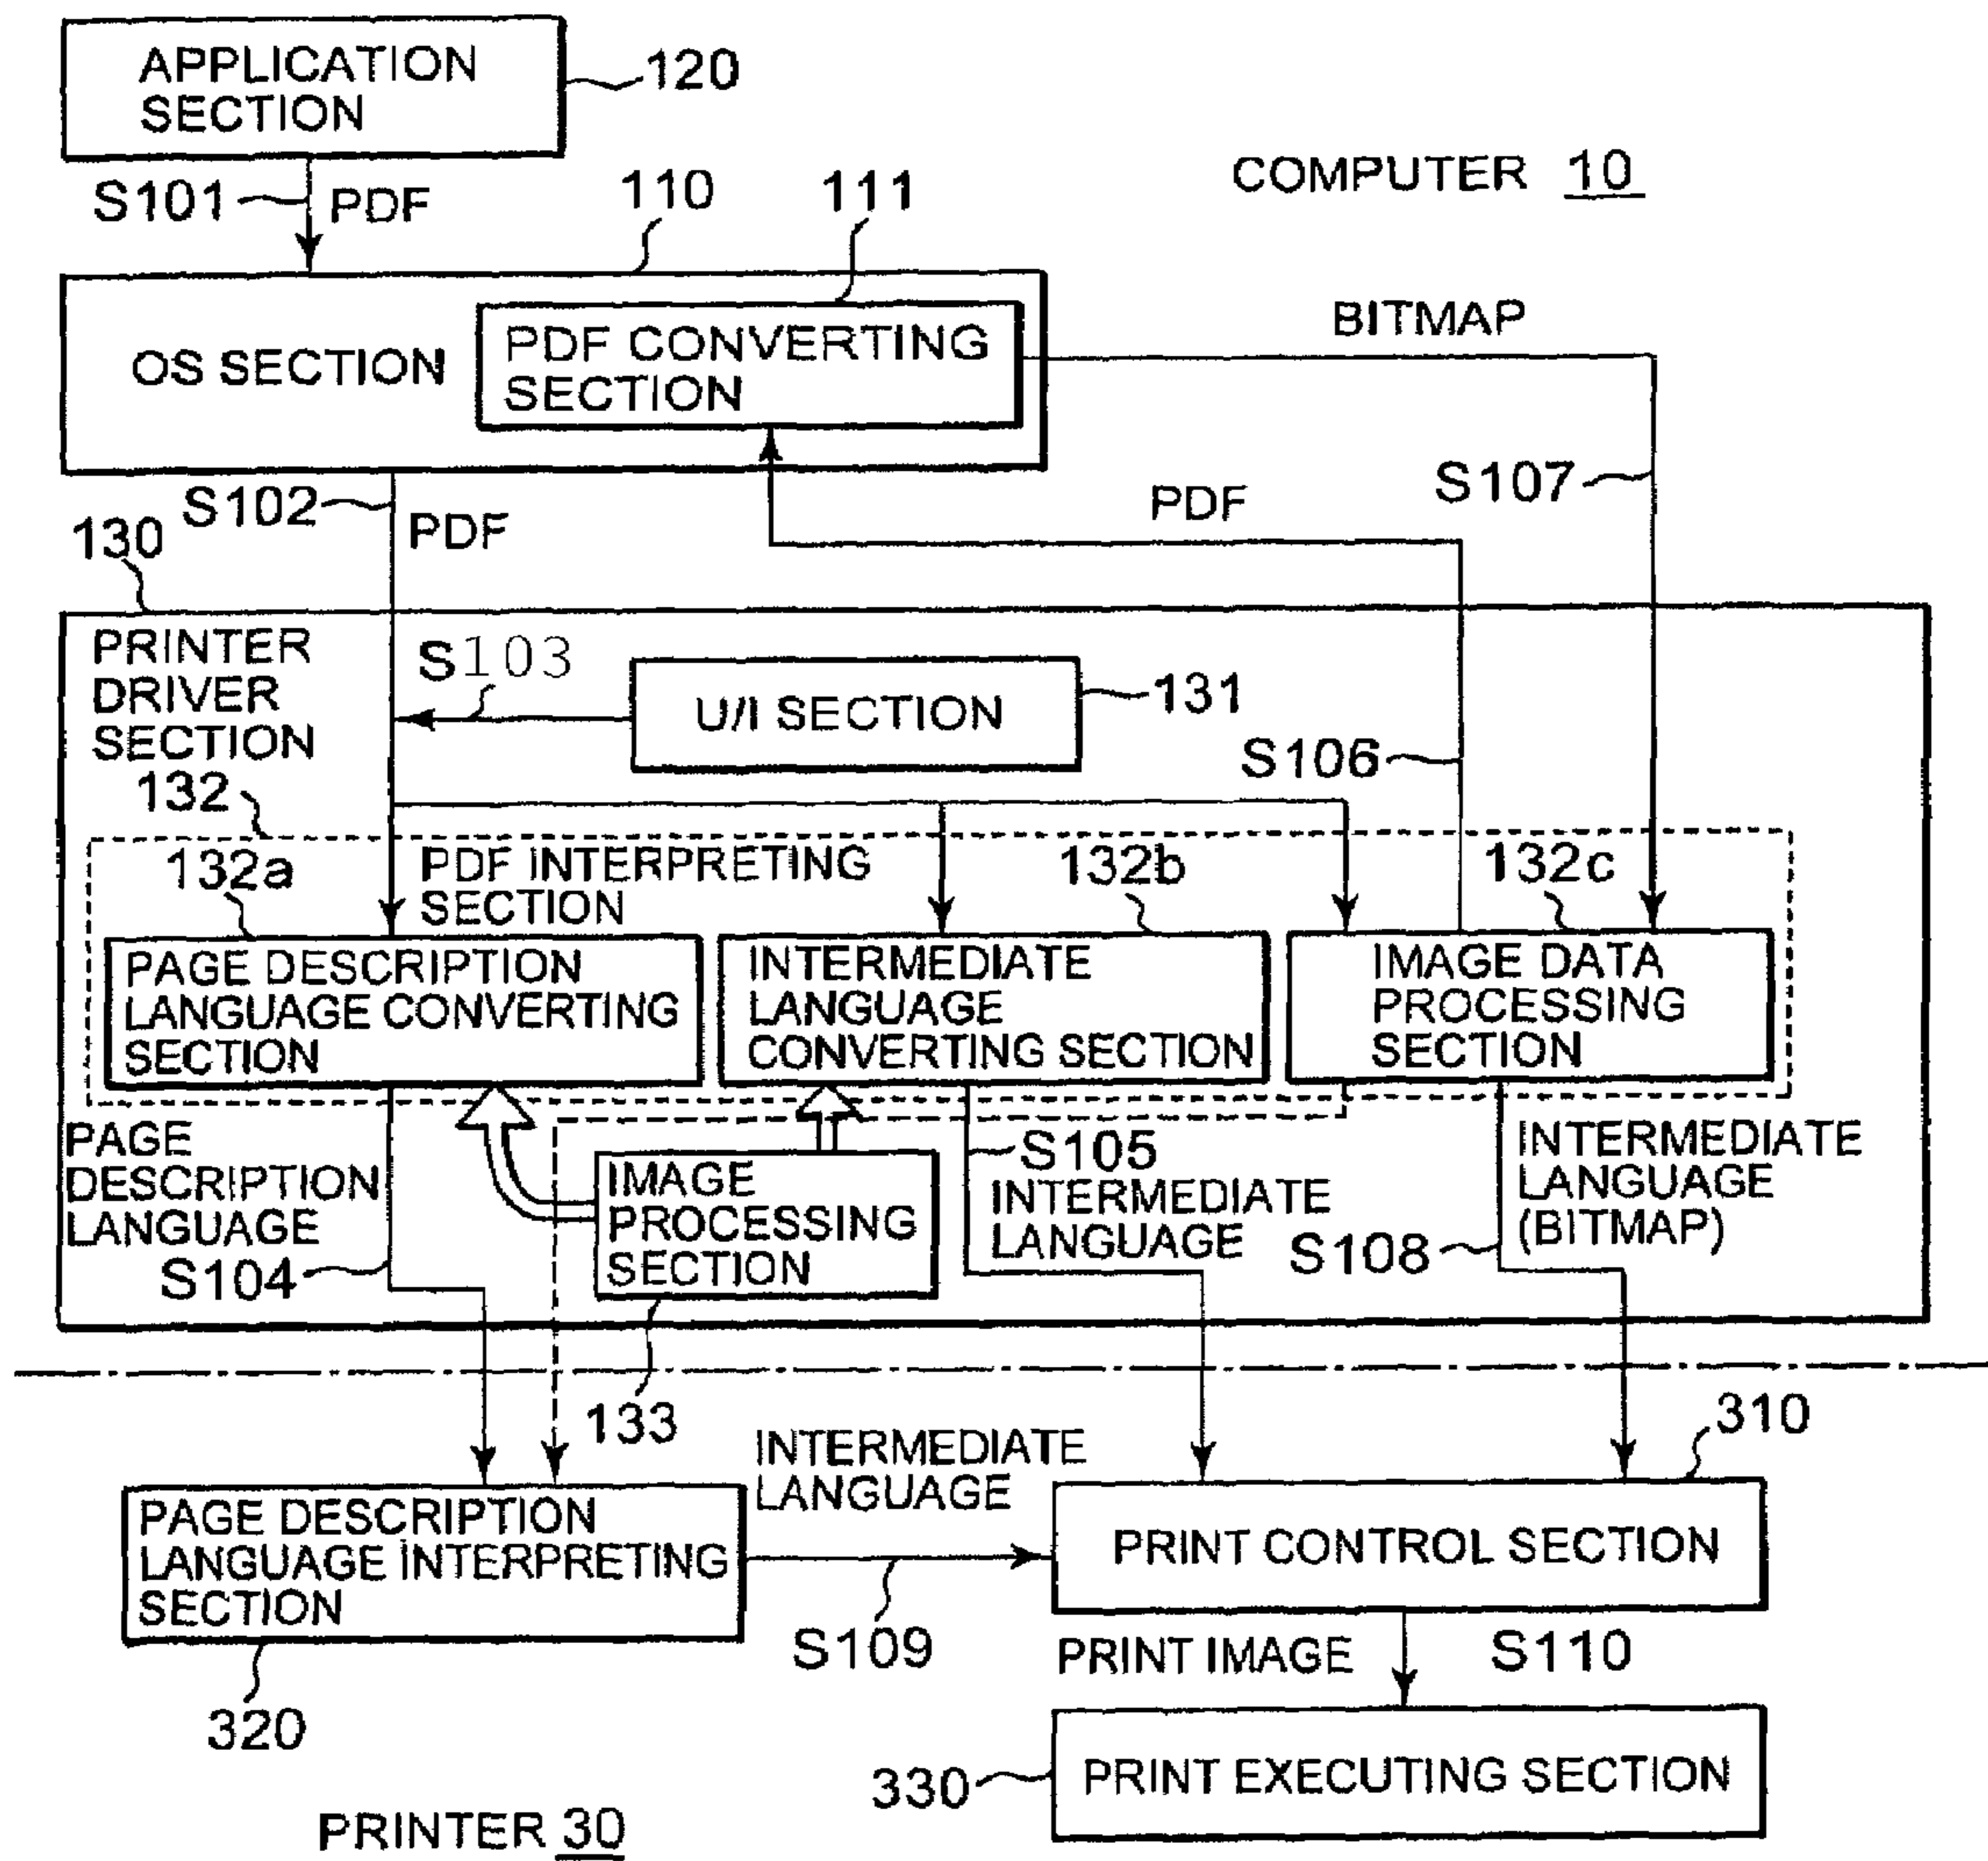 APPLICATION
SECTION
120
COMPUTER 10
S101
PDF
110
111
OS SECTION
PDF CONVERTING
SECTION
BITMAP
S102
PDF
PDF
S107
130
PRINTER
DRIVER
SECTION
S103
U/I SECTION
131
S106
132
132a
PDF INTERPRETING
SECTION
132b
132c
PAGE DESCRIPTION
LANGUAGE CONVERTING
SECTION
INTERMEDIATE
LANGUAGE
CONVERTING SECTION
IMAGE DATA
PROCESSING
SECTION
PAGE
DESCRIPTION
LANGUAGE
S104
IMAGE
PROCESSING
SECTION
S105
INTERMEDIATE
LANGUAGE
S108
INTERMEDIATE
LANGUAGE
(BITMAP)
133
INTERMEDIATE
LANGUAGE
310
PAGE DESCRIPTION
LANGUAGE INTERPRETING
SECTION
PRINT CONTROL SECTION
S109
320
PRINT IMAGE
S110
330
PRINT EXECUTING SECTION
PRINTER 30